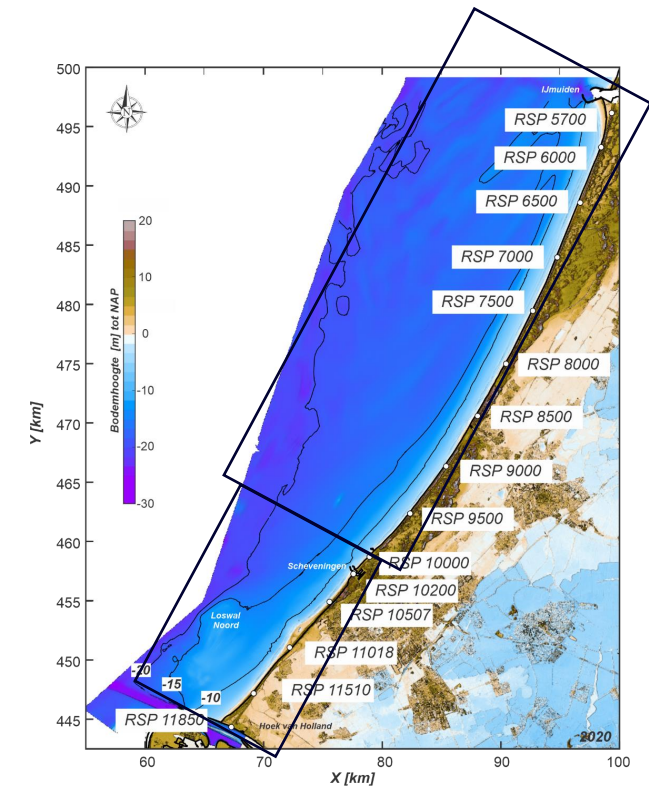 500
495
490
485
480
475
470
465
460
455
450
445
Y [km]
60
70
80
90
100
X [km]
20
10
0
-10
-20
-30
Bodemhoogte [m] tot NAP
IJmuiden
RSP 5700
RSP 6000
RSP 6500
RSP 7000
RSP 7500
RSP 8000
RSP 8500
RSP 9000
RSP 9500
Scheveningen
RSP 10000
RSP 10200
RSP 10507
Loswal
Noord
RSP 11018
-20
-15
-10
RSP 11510
RSP 11850
Hoek van Holland
2020